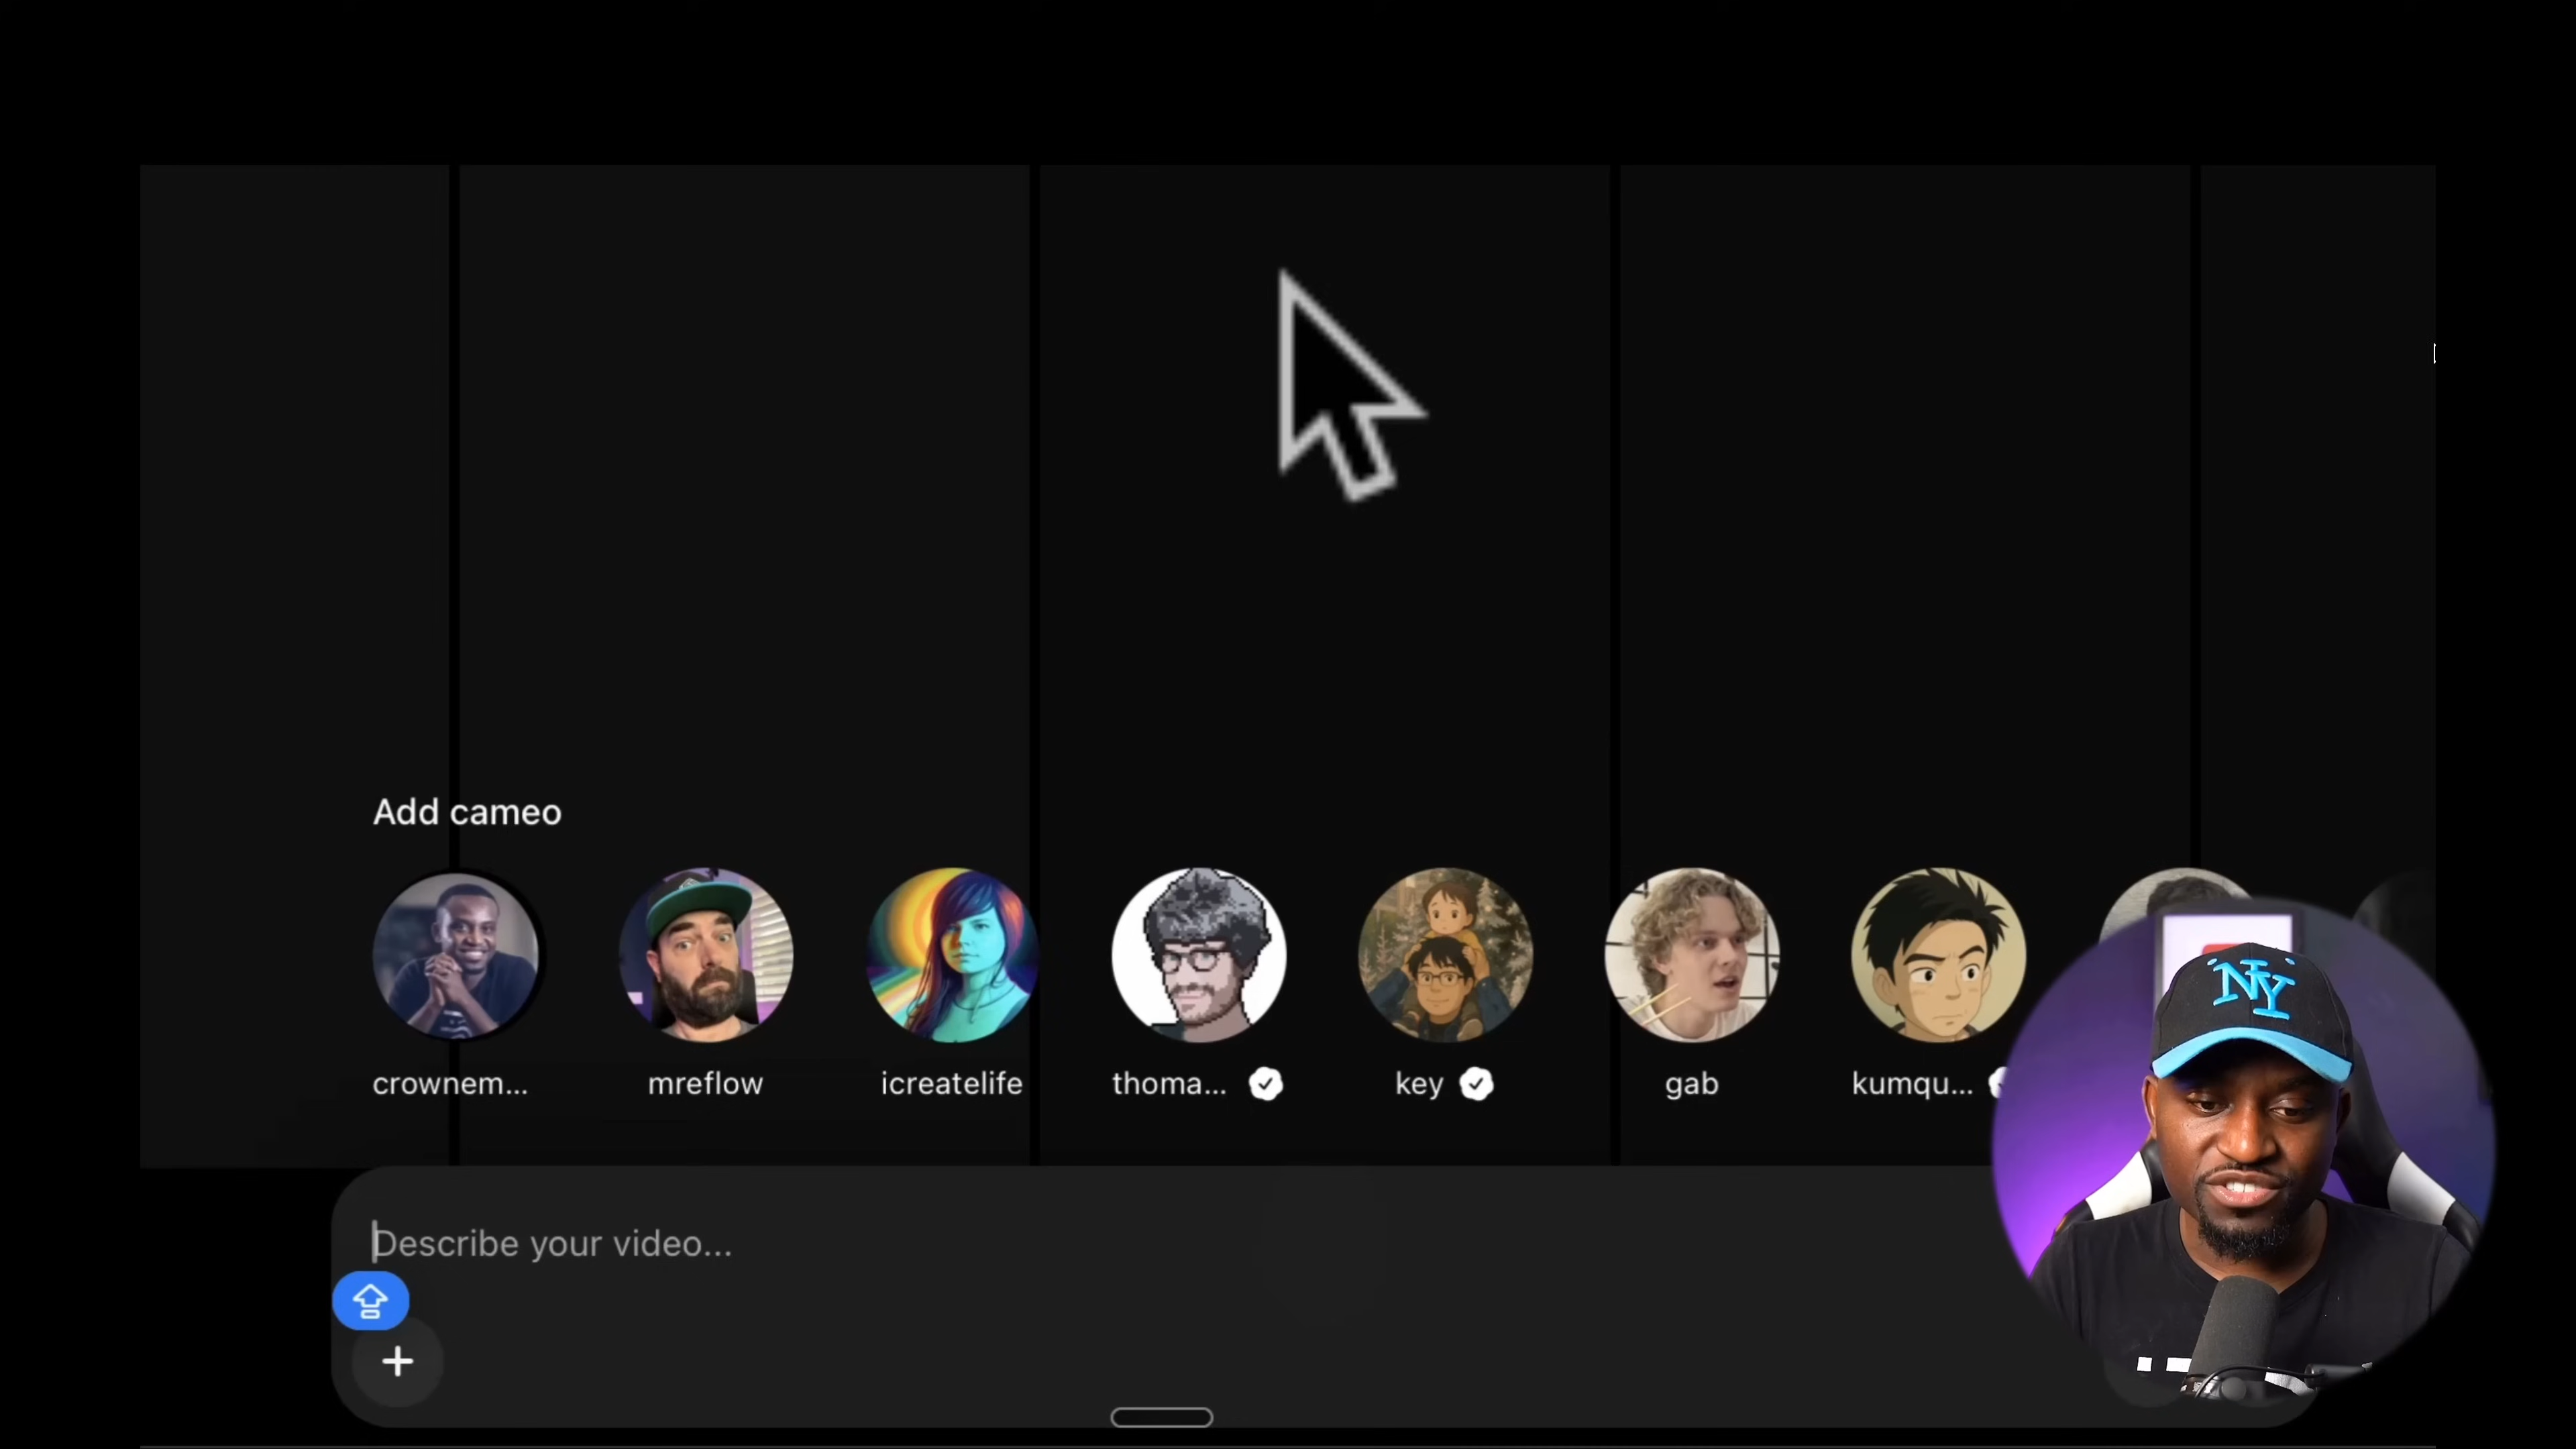 Add cameo
crownem...
mreflow
icreatelife
thoma...
key
gab
kumqu...
NY
Describe your video...